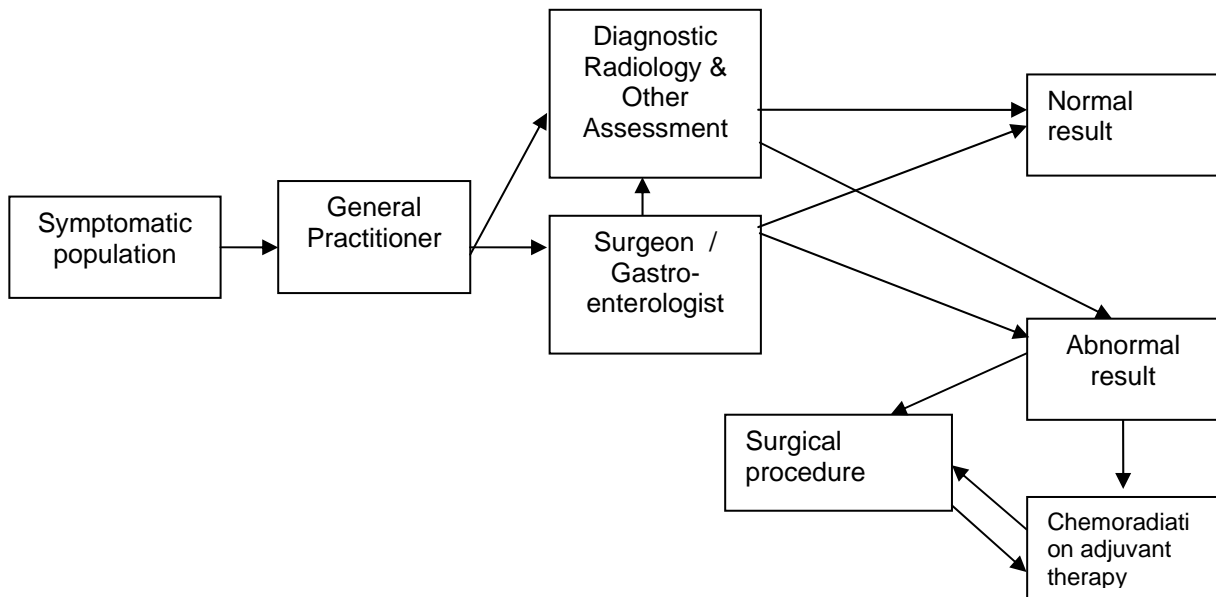 Symptomatic
population
General
Practitioner
Diagnostic
Radiology &
Other
Assessment
Surgeon /
Gastro-
enterologist
Normal
result
Abnormal
result
Surgical
procedure
Chemoradiati
on adjuvant
therapy